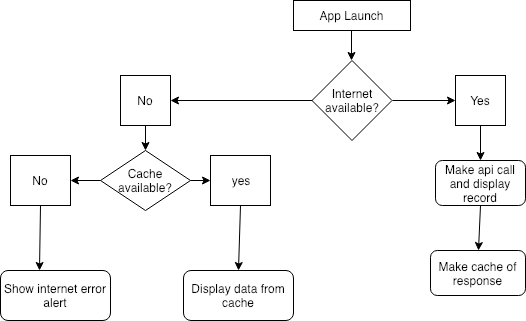 App Launch
Internet
available?
No
Yes
Cache
available?
No
yes
Make api call
and display
record
Make cache of
response
Show internet error
alert
Display data from
cache